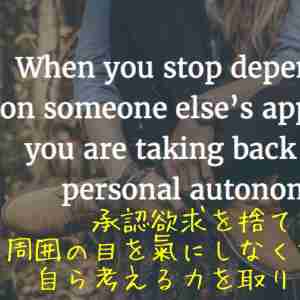 When you stop depen
on someone else's app
you are taking back
personal autonom
承認欲求を捨て
周囲の目を氣にしなく
自ら考える力を取り